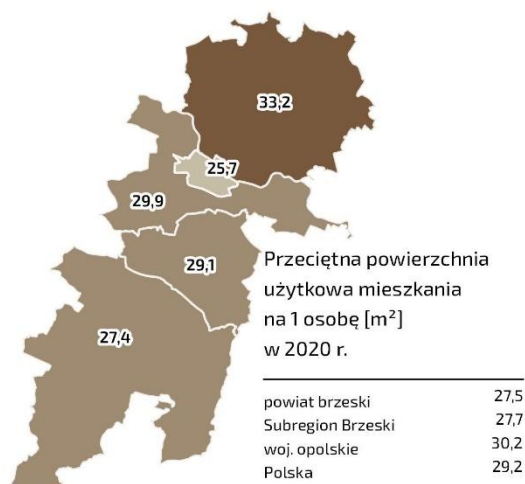 33,2
25,7
29,9
29,1
27,4
Przeciętna powierzchnia
użytkowa mieszkania
na 1 osobę [m²]
w 2020 r.
powiat brzeski 27,5
Subregion Brzeski 27,7
woj. opolskie 30,2
Polska 29,2